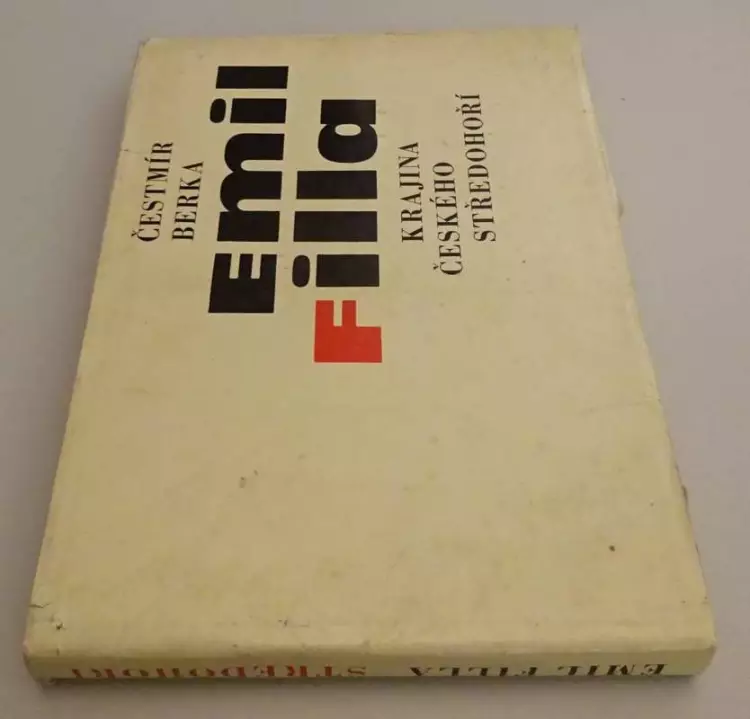 ČESTMÍR
BERKA
Emil
Filla
KRAJINA
ČESKÉHO
STŘEDOHOŘÍ
EMIL FILLA STŘEDOHOŘÍ